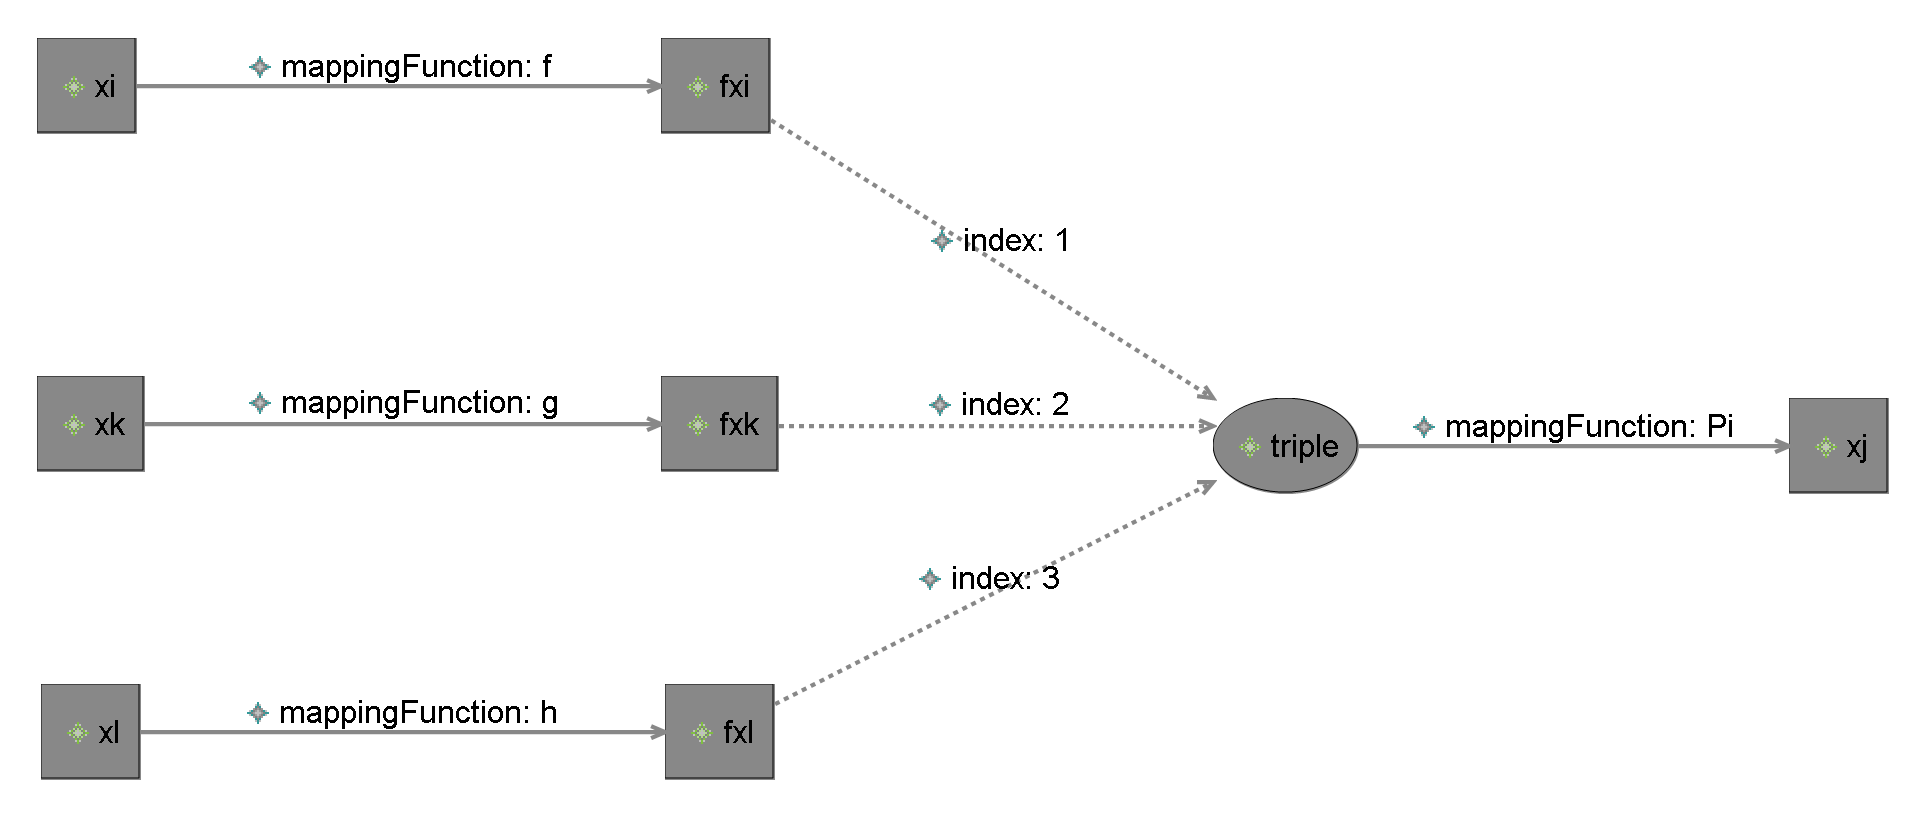 xi
mappingFunction: f
fxi
index: 1
xk
mappingFunction: g
fxk
index: 2
triple
mappingFunction: Pi
xj
index: 3
xl
mappingFunction: h
fxl